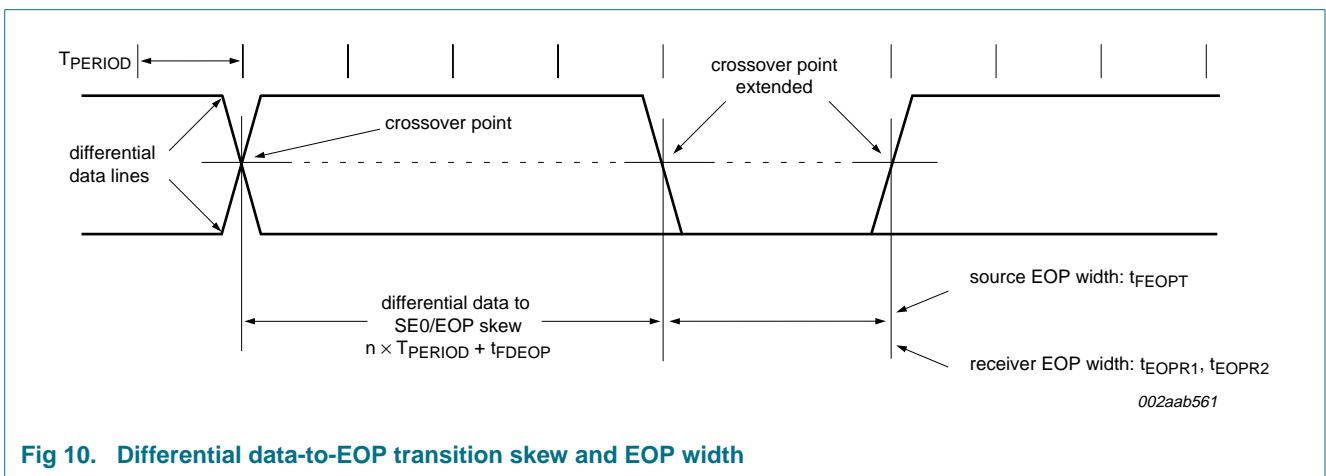 TPERIOD
crossover point
extended
crossover point
differential
data lines
differential data to
SE0/EOP skew
n × TPERIOD + tFDEOP
source EOP width: tFEOPT
receiver EOP width: tEOPR1, tEOPR2
002aab561
Fig 10. Differential data-to-EOP transition skew and EOP width